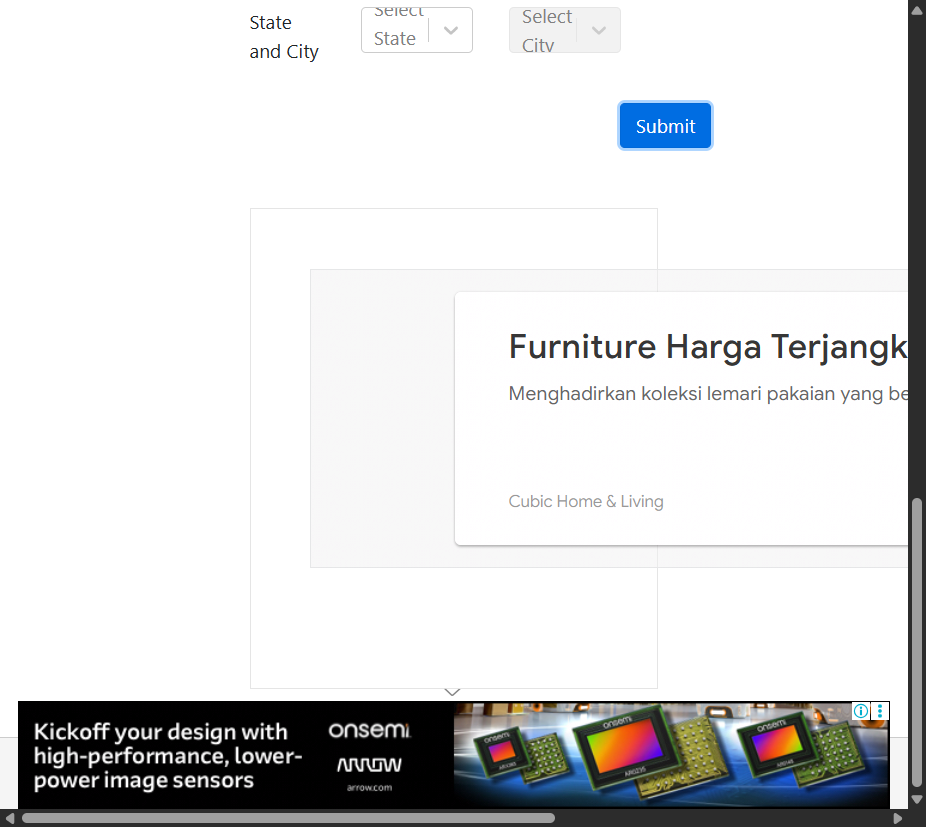 State
and City
Select
State
Select
City
Submit
Furniture Harga Terjangk
Menghadirkan koleksi lemari pakaian yang be
Cubic Home & Living
Kickoff your design with
high-performance, lower-
power image sensors
onsemi
ARROW
arrow.com
onsemi
onsemi
onsemi